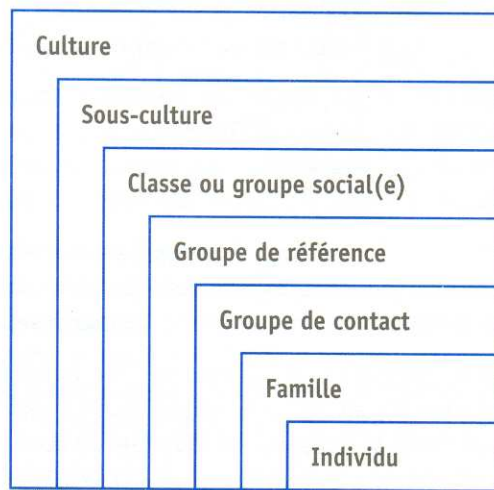 Culture
Sous-culture
Classe ou groupe social(e)
Groupe de référence
Groupe de contact
Famille
Individu